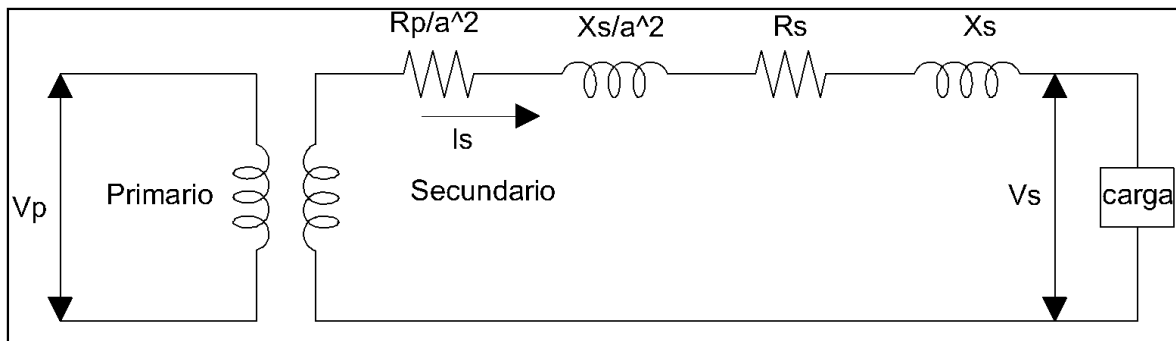 Rp/a^2
Xs/a^2
Rs
Xs
Is
Vp
Primario
Secundario
Vs
carga